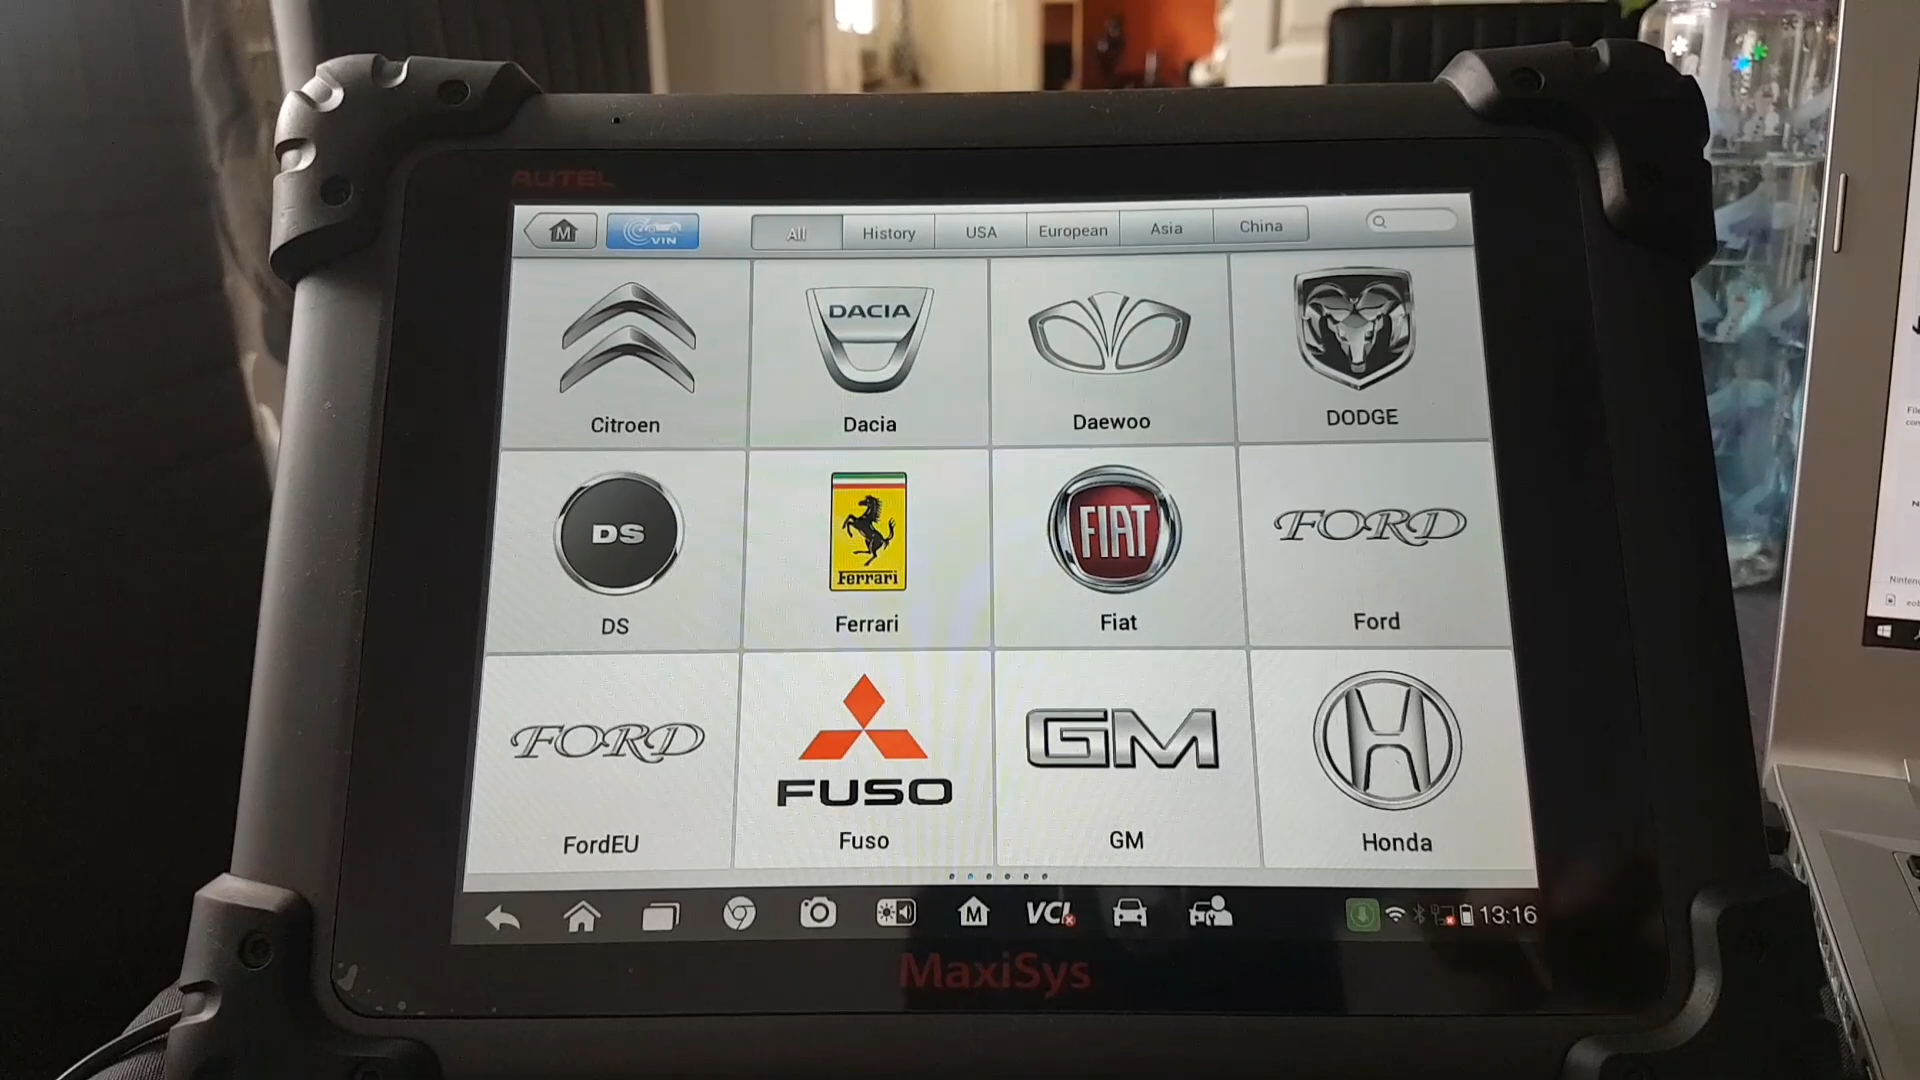 AUTEL
M VIN All History USA European Asia China
DACIA
Citroen Dacia Daewoo DODGE
DS Ferrari FIAT FORD
DS Ferrari Fiat Ford
FORD FUSO GM
FordEU Fuso GM Honda
M VCI 13:16
MaxiSys